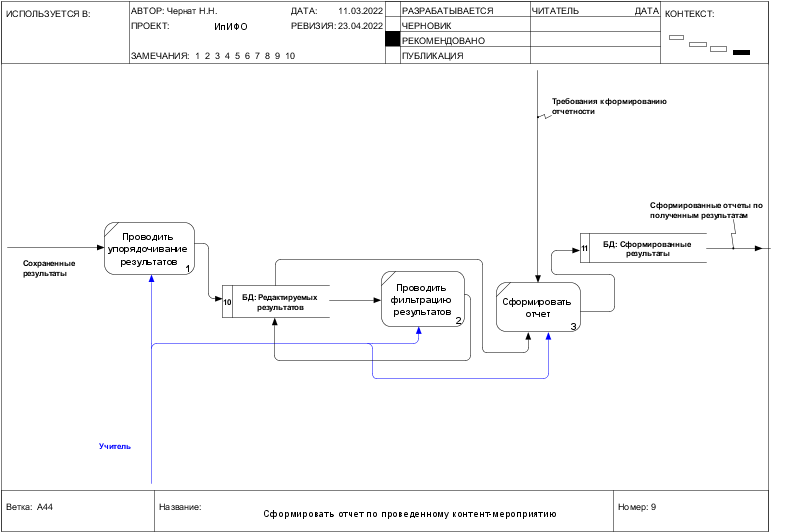 ИСПОЛЬЗУЕТСЯ В:
АВТОР: Чернат Н.Н.
ДАТА: 11.03.2022
РАЗРАБАТЫВАЕТСЯ
ЧИТАТЕЛЬ
ДАТА
КОНТЕКСТ:
ПРОЕКТ: ИпИФО
РЕВИЗИЯ: 23.04.2022
ЧЕРНОВИК
РЕКОМЕНДОВАНО
ЗАМЕЧАНИЯ: 1 2 3 4 5 6 7 8 9 10
ПУБЛИКАЦИЯ
Требования к формированию
отчетности
Сформированные отчеты по
полученным результатам
Проводить
упорядочивание
результатов
1
Сохраненные
результаты
11
БД: Сформированные
результаты
10
БД: Редактируемых
результатов
Проводить
фильтрацию
результатов
2
Сформировать
отчет
3
Учитель
Ветка: A44
Название:
Сформировать отчет по проведенному контент-мероприятию
Номер: 9